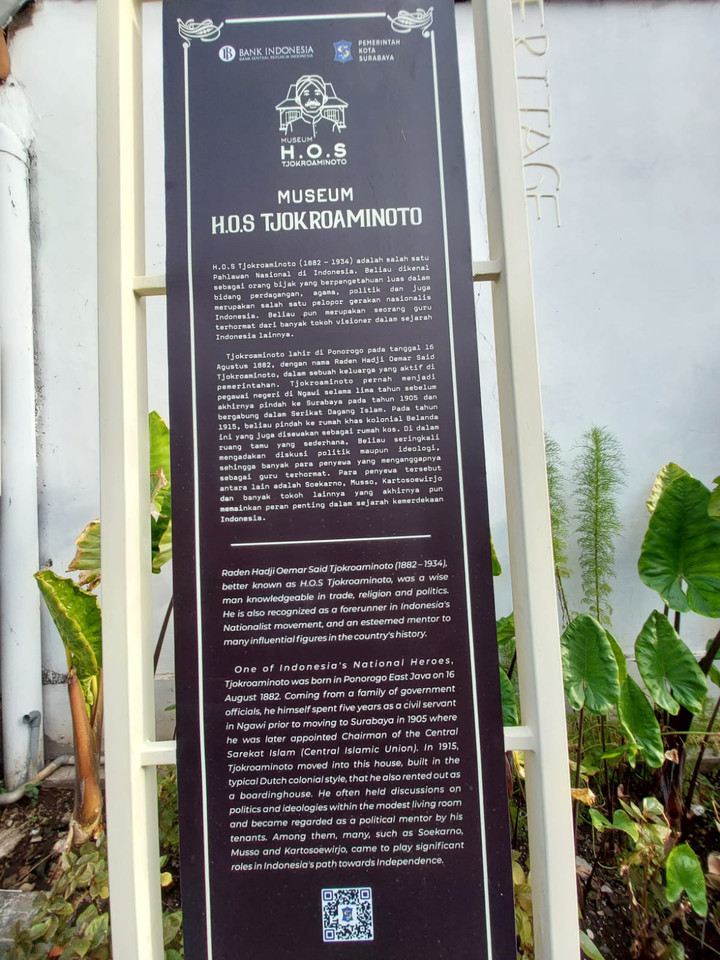 BANK INDONESIA
BANK SENTRAL REPUBLIK INDONESIA
PEMERINTAH
KOTA
SURABAYA
MUSEUM
H.O.S
TJOKROAMINOTO
MUSEUM
H.O.S TJOKROAMINOTO
H.O.S Tjokroaminoto (1882 - 1934) adalah salah satu
Pahlawan Nasional di Indonesia. Beliau dikenal
sebagai orang bijak yang berpengetahuan luas dalam
bidang perdagangan, agama, politik dan juga
merupakan salah satu pelopor gerakan nasionalis
Indonesia. Beliau pun merupakan seorang guru
terhormat dari banyak tokoh visioner dalam sejarah
Indonesia lainnya.
Tjokroaminoto lahir di Ponorogo pada tanggal 16
Agustus 1882, dengan nama Raden Hadji Oemar Said
Tjokroaminoto, dalam sebuah keluarga yang aktif di
pemerintahan. Tjokroaminoto pernah menjadi
pegawai negeri di Ngawi selama lima tahun sebelum
akhirnya pindah ke Surabaya pada tahun 1905 dan
bergabung dalam Serikat Dagang Islam. Pada tahun
1915, beliau pindah ke rumah khas kolonial Belanda
ini yang juga disewakan sebagai rumah kos. Di dalam
ruang tamu yang sederhana, Beliau seringkali
mengadakan diskusi politik maupun ideologi,
sehingga banyak para penyewa yang menganggapnya
sebagai guru terhormat. Para penyewa tersebut
antara lain adalah Soekarno, Musso, Kartosoewirjo
dan banyak tokoh lainnya yang akhirnya pun
memainkan peran penting dalam sejarah kemerdekaan
Indonesia.
Raden Hadji Oemar Said Tjokroaminoto (1882 – 1934),
better known as H.O.S Tjokroaminoto, was a wise
man knowledgeable in trade, religion and politics.
He is also recognized as a forerunner in Indonesia's
Nationalist movement, and an esteemed mentor to
many influential figures in the country's history.
One of Indonesia's National Heroes,
Tjokroaminoto was born in Ponorogo East Java on 16
August 1882. Coming from a family of government
officials, he himself spent five years as a civil servant
in Ngawi prior to moving to Surabaya in 1905 where
he was later appointed Chairman of the Central
Sarekat Islam (Central Islamic Union). In 1915,
Tjokroaminoto moved into this house, built in the
typical Dutch colonial style, that he also rented out as
a boardinghouse. He often held discussions on
politics and ideologies within the modest living room
and became regarded as a political mentor by his
tenants. Among them, many, such as Soekarno,
Musso and Kartosoewirjo, came to play significant
roles in Indonesia's path towards Independence.
ERITAGE